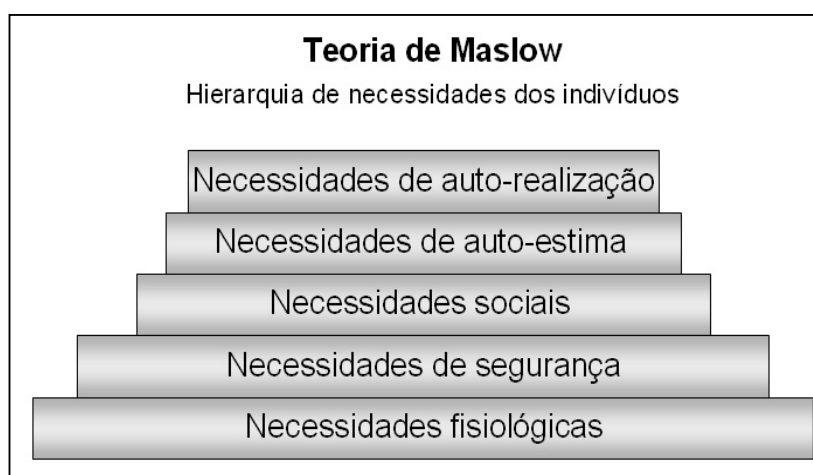 Teoria de Maslow
Hierarquia de necessidades dos indivíduos
Necessidades de auto-realização
Necessidades de auto-estima
Necessidades sociais
Necessidades de segurança
Necessidades fisiológicas